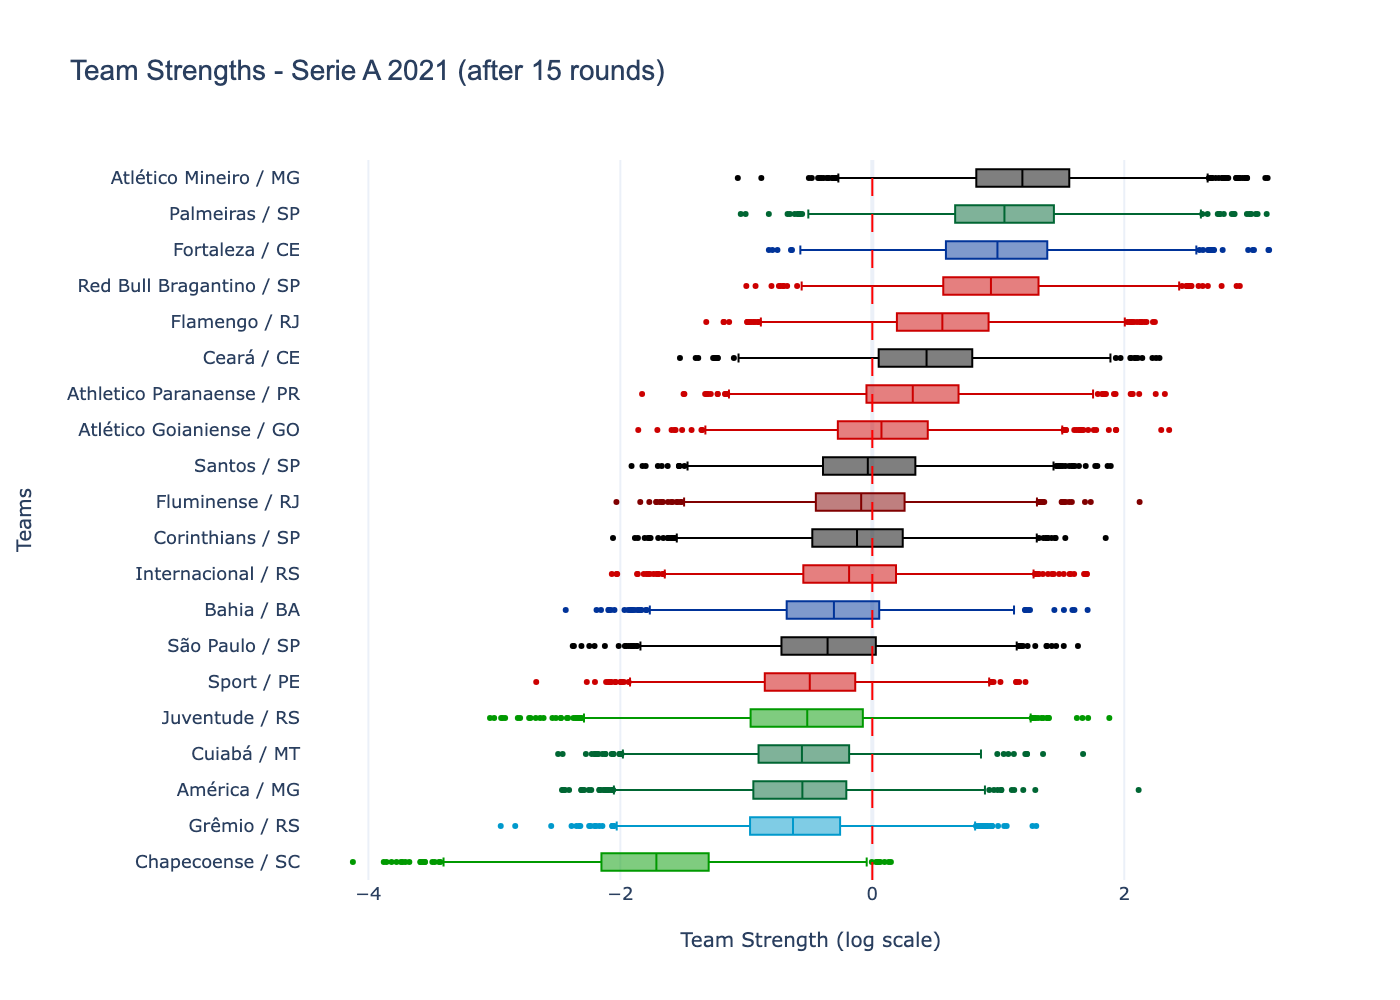 Team Strengths - Serie A 2021 (after 15 rounds)
Atlético Mineiro / MG
Palmeiras / SP
Fortaleza / CE
Red Bull Bragantino / SP
Flamengo / RJ
Ceará / CE
Athletico Paranaense / PR
Atlético Goianiense / GO
Santos / SP
Fluminense / RJ
Corinthians / SP
Internacional / RS
Bahia / BA
São Paulo / SP
Sport / PE
Juventude / RS
Cuiabá / MT
América / MG
Grêmio / RS
Chapecoense / SC
Teams
−4 −2 0 2
Team Strength (log scale)